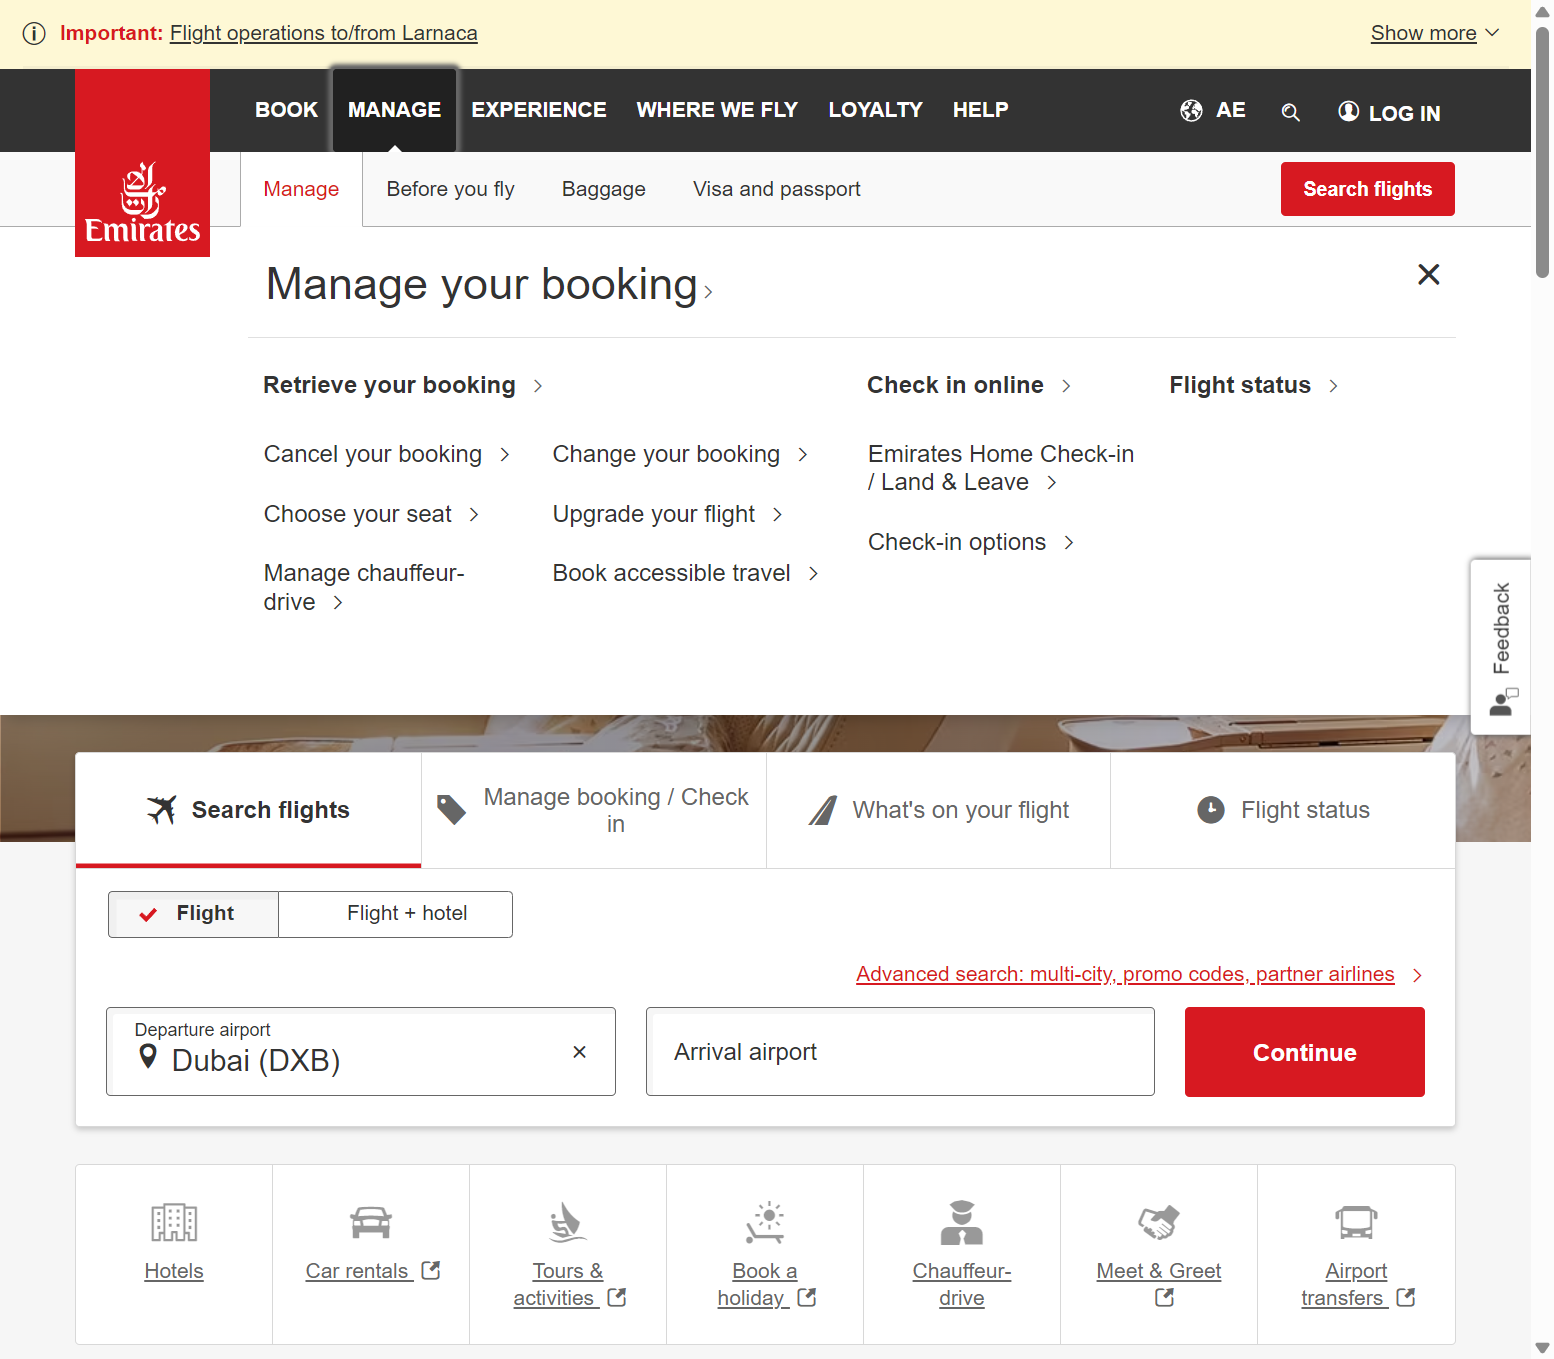 Important: Flight operations to/from Larnaca
Show more
BOOK MANAGE EXPERIENCE WHERE WE FLY LOYALTY HELP
AE
LOG IN
Emirates
Manage Before you fly Baggage Visa and passport
Search flights
Manage your booking
Retrieve your booking
Cancel your booking
Choose your seat
Manage chauffeur-
drive
Change your booking
Upgrade your flight
Book accessible travel
Check in online
Emirates Home Check-in
/ Land & Leave
Check-in options
Flight status
Feedback
Search flights
Manage booking / Check
in
What's on your flight
Flight status
Flight
Flight + hotel
Advanced search: multi-city, promo codes, partner airlines
Departure airport
Dubai (DXB)
Arrival airport
Continue
Hotels
Car rentals
Tours &
activities
Book a
holiday
Chauffeur-
drive
Meet & Greet
Airport
transfers